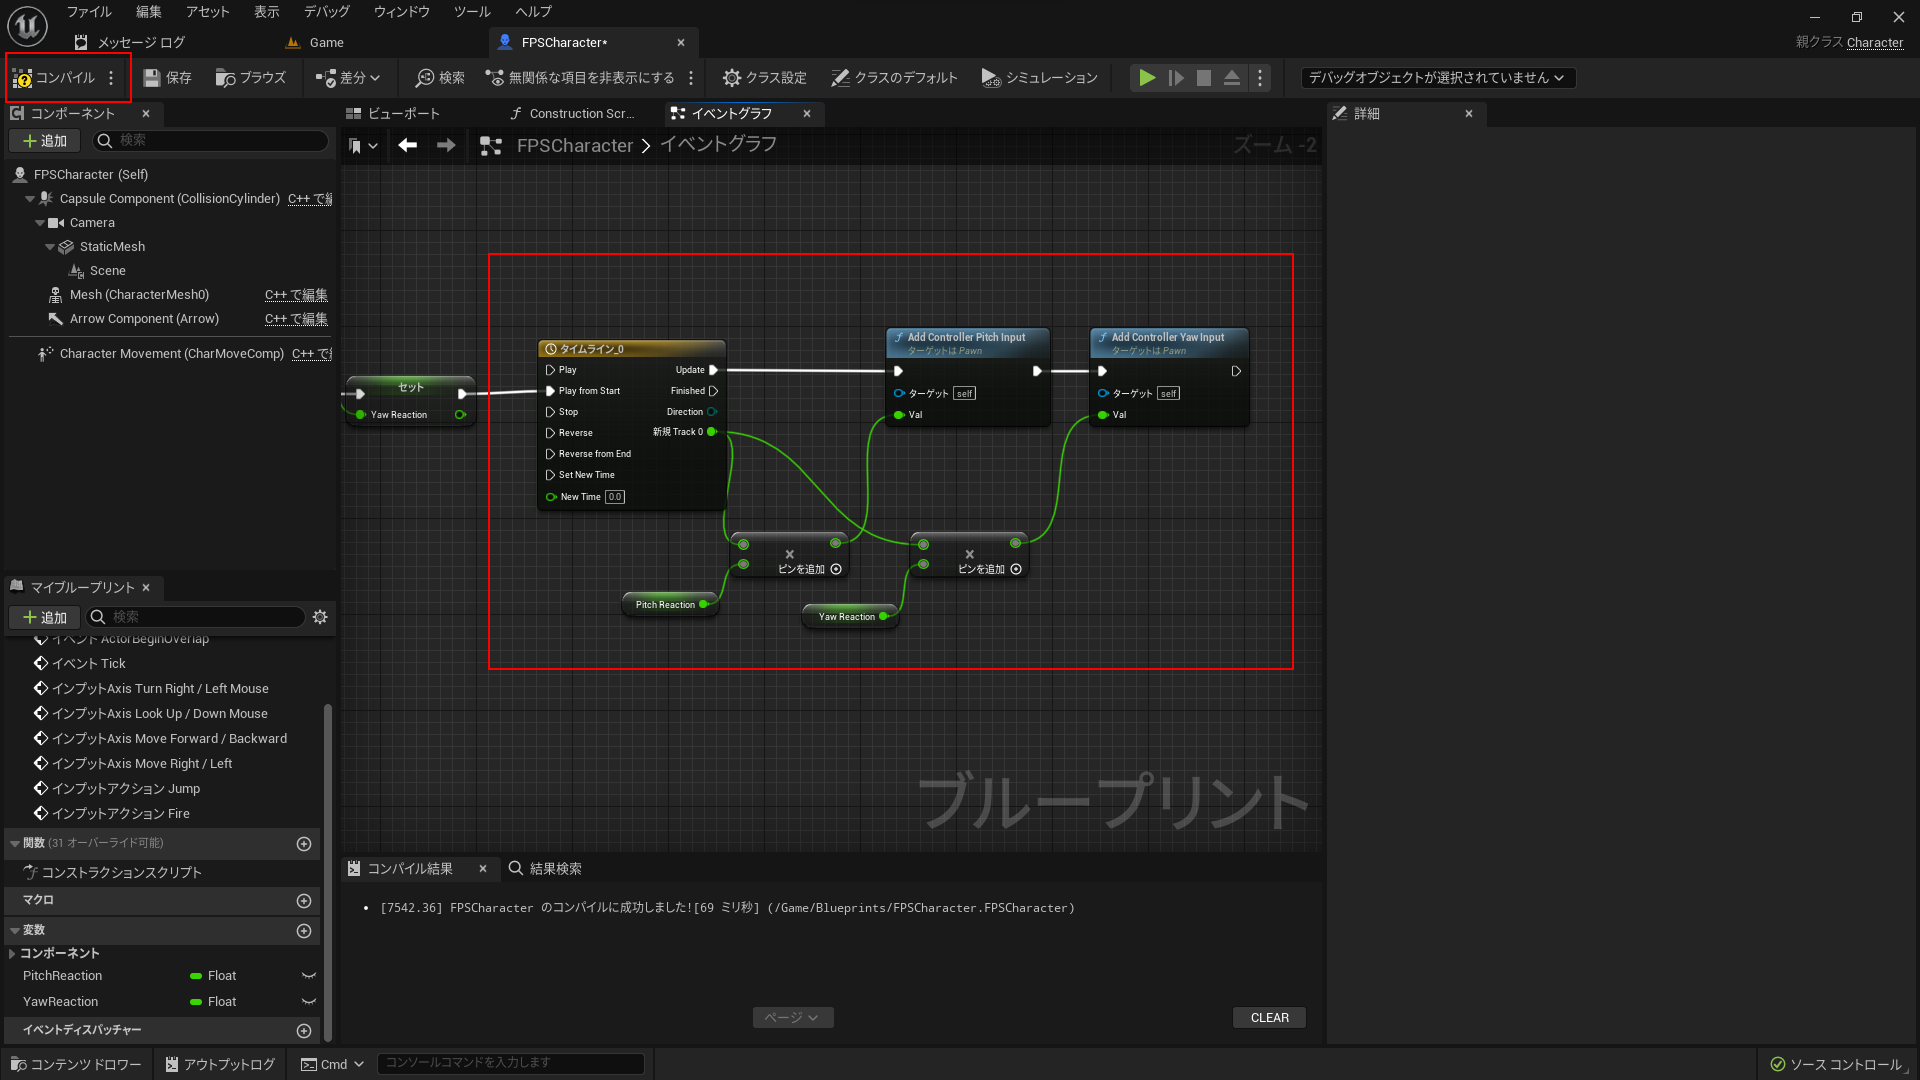 ファイル 編集 アセット 表示 デバッグ ウィンドウ ツール ヘルプ
メッセージ ログ Game FPSCharacter* 親クラス Character
コンパイル 保存 ブラウズ 差分 検索 無関係な項目を非表示にする クラス設定 クラスのデフォルト シミュレーション デバッグオブジェクトが選択されていません
コンポーネント ビューポート Construction Scr... イベントグラフ 詳細
追加 検索
FPSCharacter > イベントグラフ ズーム -2
FPSCharacter (Self)
Capsule Component (CollisionCylinder) C++ で編
Camera
StaticMesh
Scene
Mesh (CharacterMesh0) C++ で編集
Arrow Component (Arrow) C++ で編集
Character Movement (CharMoveComp) C++ で
セット
Yaw Reaction
タイムライン_0
Play Update
Play from Start Finished
Stop Direction
Reverse 新規 Track 0
Reverse from End
Set New Time
New Time 0.0
Add Controller Pitch Input
ターゲットは Pawn
ターゲット self
Val
Add Controller Yaw Input
ターゲットは Pawn
ターゲット self
Val
×
ピンを追加
×
ピンを追加
Pitch Reaction
Yaw Reaction
ブループリント
マイブループリント
追加 検索
イベント ActorBeginOverlap
イベント Tick
インプットAxis Turn Right / Left Mouse
インプットAxis Look Up / Down Mouse
インプットAxis Move Forward / Backward
インプットAxis Move Right / Left
インプットアクション Jump
インプットアクション Fire
関数 (31 オーバーライド可能)
コンストラクションスクリプト
マクロ
変数
コンポーネント
PitchReaction Float
YawReaction Float
イベントディスパッチャー
コンパイル結果 結果検索
[7542.36] FPSCharacter のコンパイルに成功しました![69 ミリ秒] (/Game/Blueprints/FPSCharacter.FPSCharacter)
ページ CLEAR
コンテンツ ドロワー アウトプットログ Cmd コンソールコマンドを入力します ソース コントロール